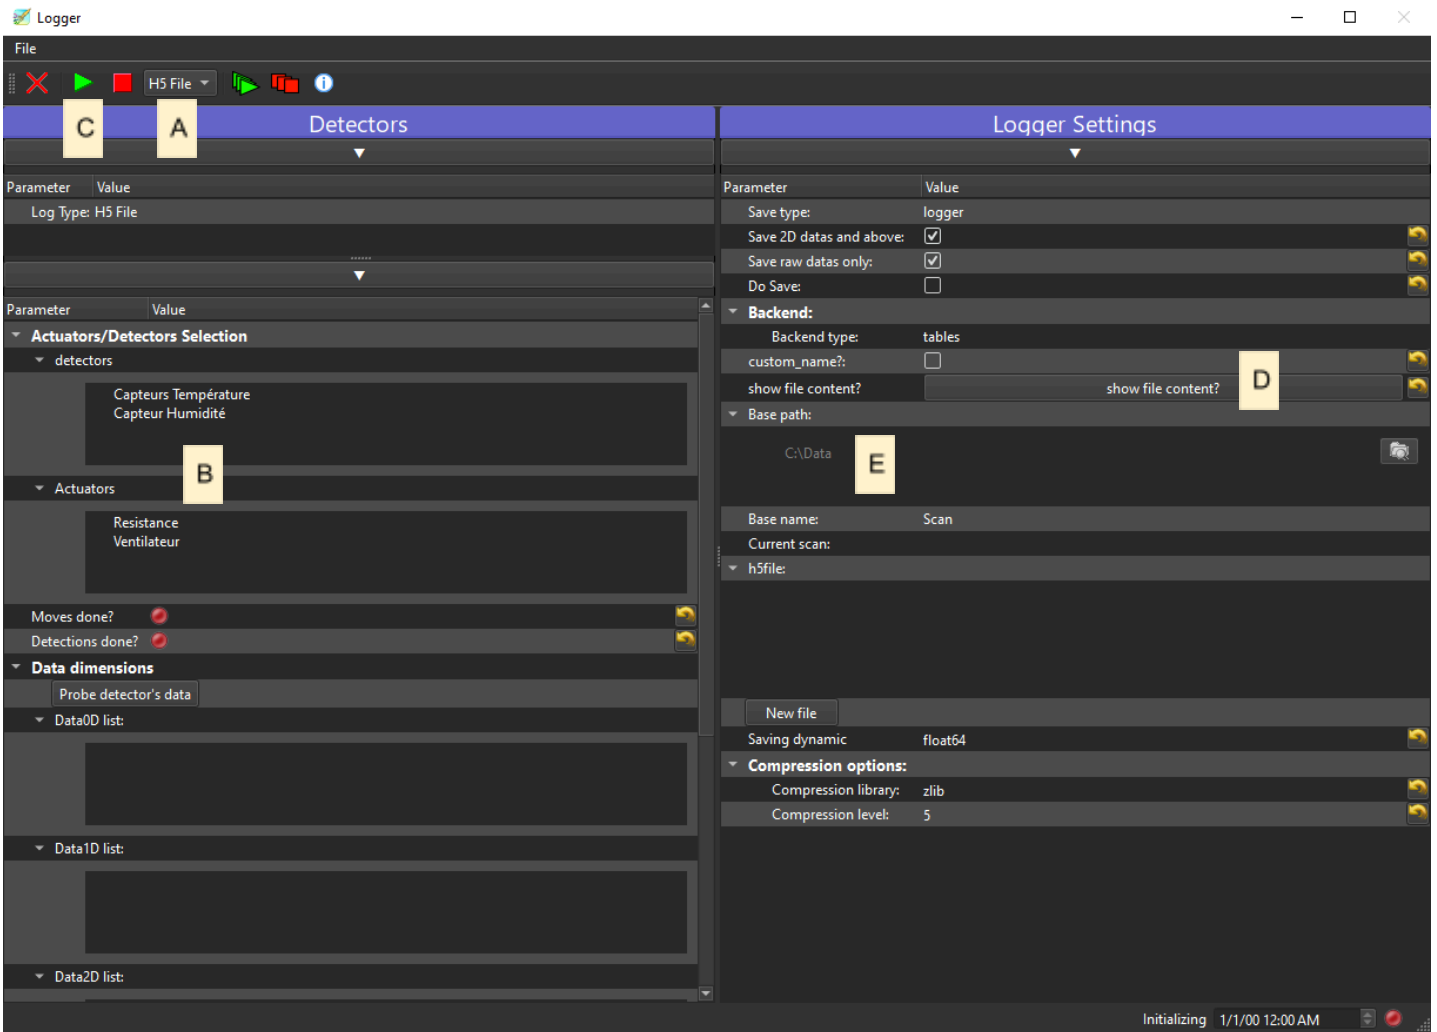 Logger
File
H5 File
C
A
Detectors
Parameter Value
Log Type: H5 File
Parameter Value
Actuators/Detectors Selection
detectors
Capteurs Température
Capteur Humidité
B
Actuators
Resistance
Ventilateur
Moves done?
Detections done?
Data dimensions
Probe detector's data
Data0D list:
Data1D list:
Data2D list:
Logger Settings
Parameter Value
Save type: logger
Save 2D datas and above:
Save raw datas only:
Do Save:
Backend:
Backend type: tables
custom_name?:
show file content? show file content?
D
Base path:
C:\Data
E
Base name: Scan
Current scan:
h5file:
New file
Saving dynamic float64
Compression options:
Compression library: zlib
Compression level: 5
Initializing 1/1/00 12:00 AM